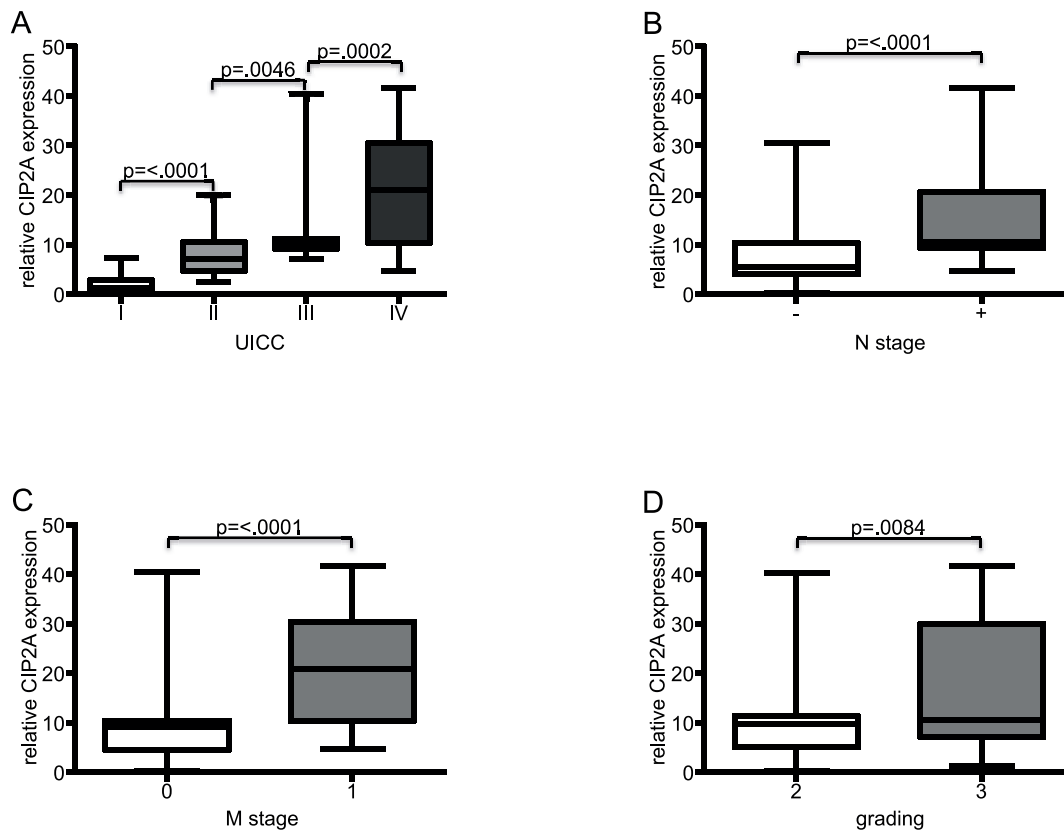 A
relative CIP2A expression
50
40
30
20
10
0
p=<.0001
p=.0046
p=.0002
I II III IV
UICC
B
relative CIP2A expression
50
40
30
20
10
0
p=<.0001
- +
N stage
C
relative CIP2A expression
50
40
30
20
10
0
p=<.0001
0 1
M stage
D
relative CIP2A expression
50
40
30
20
10
0
p=.0084
2 3
grading